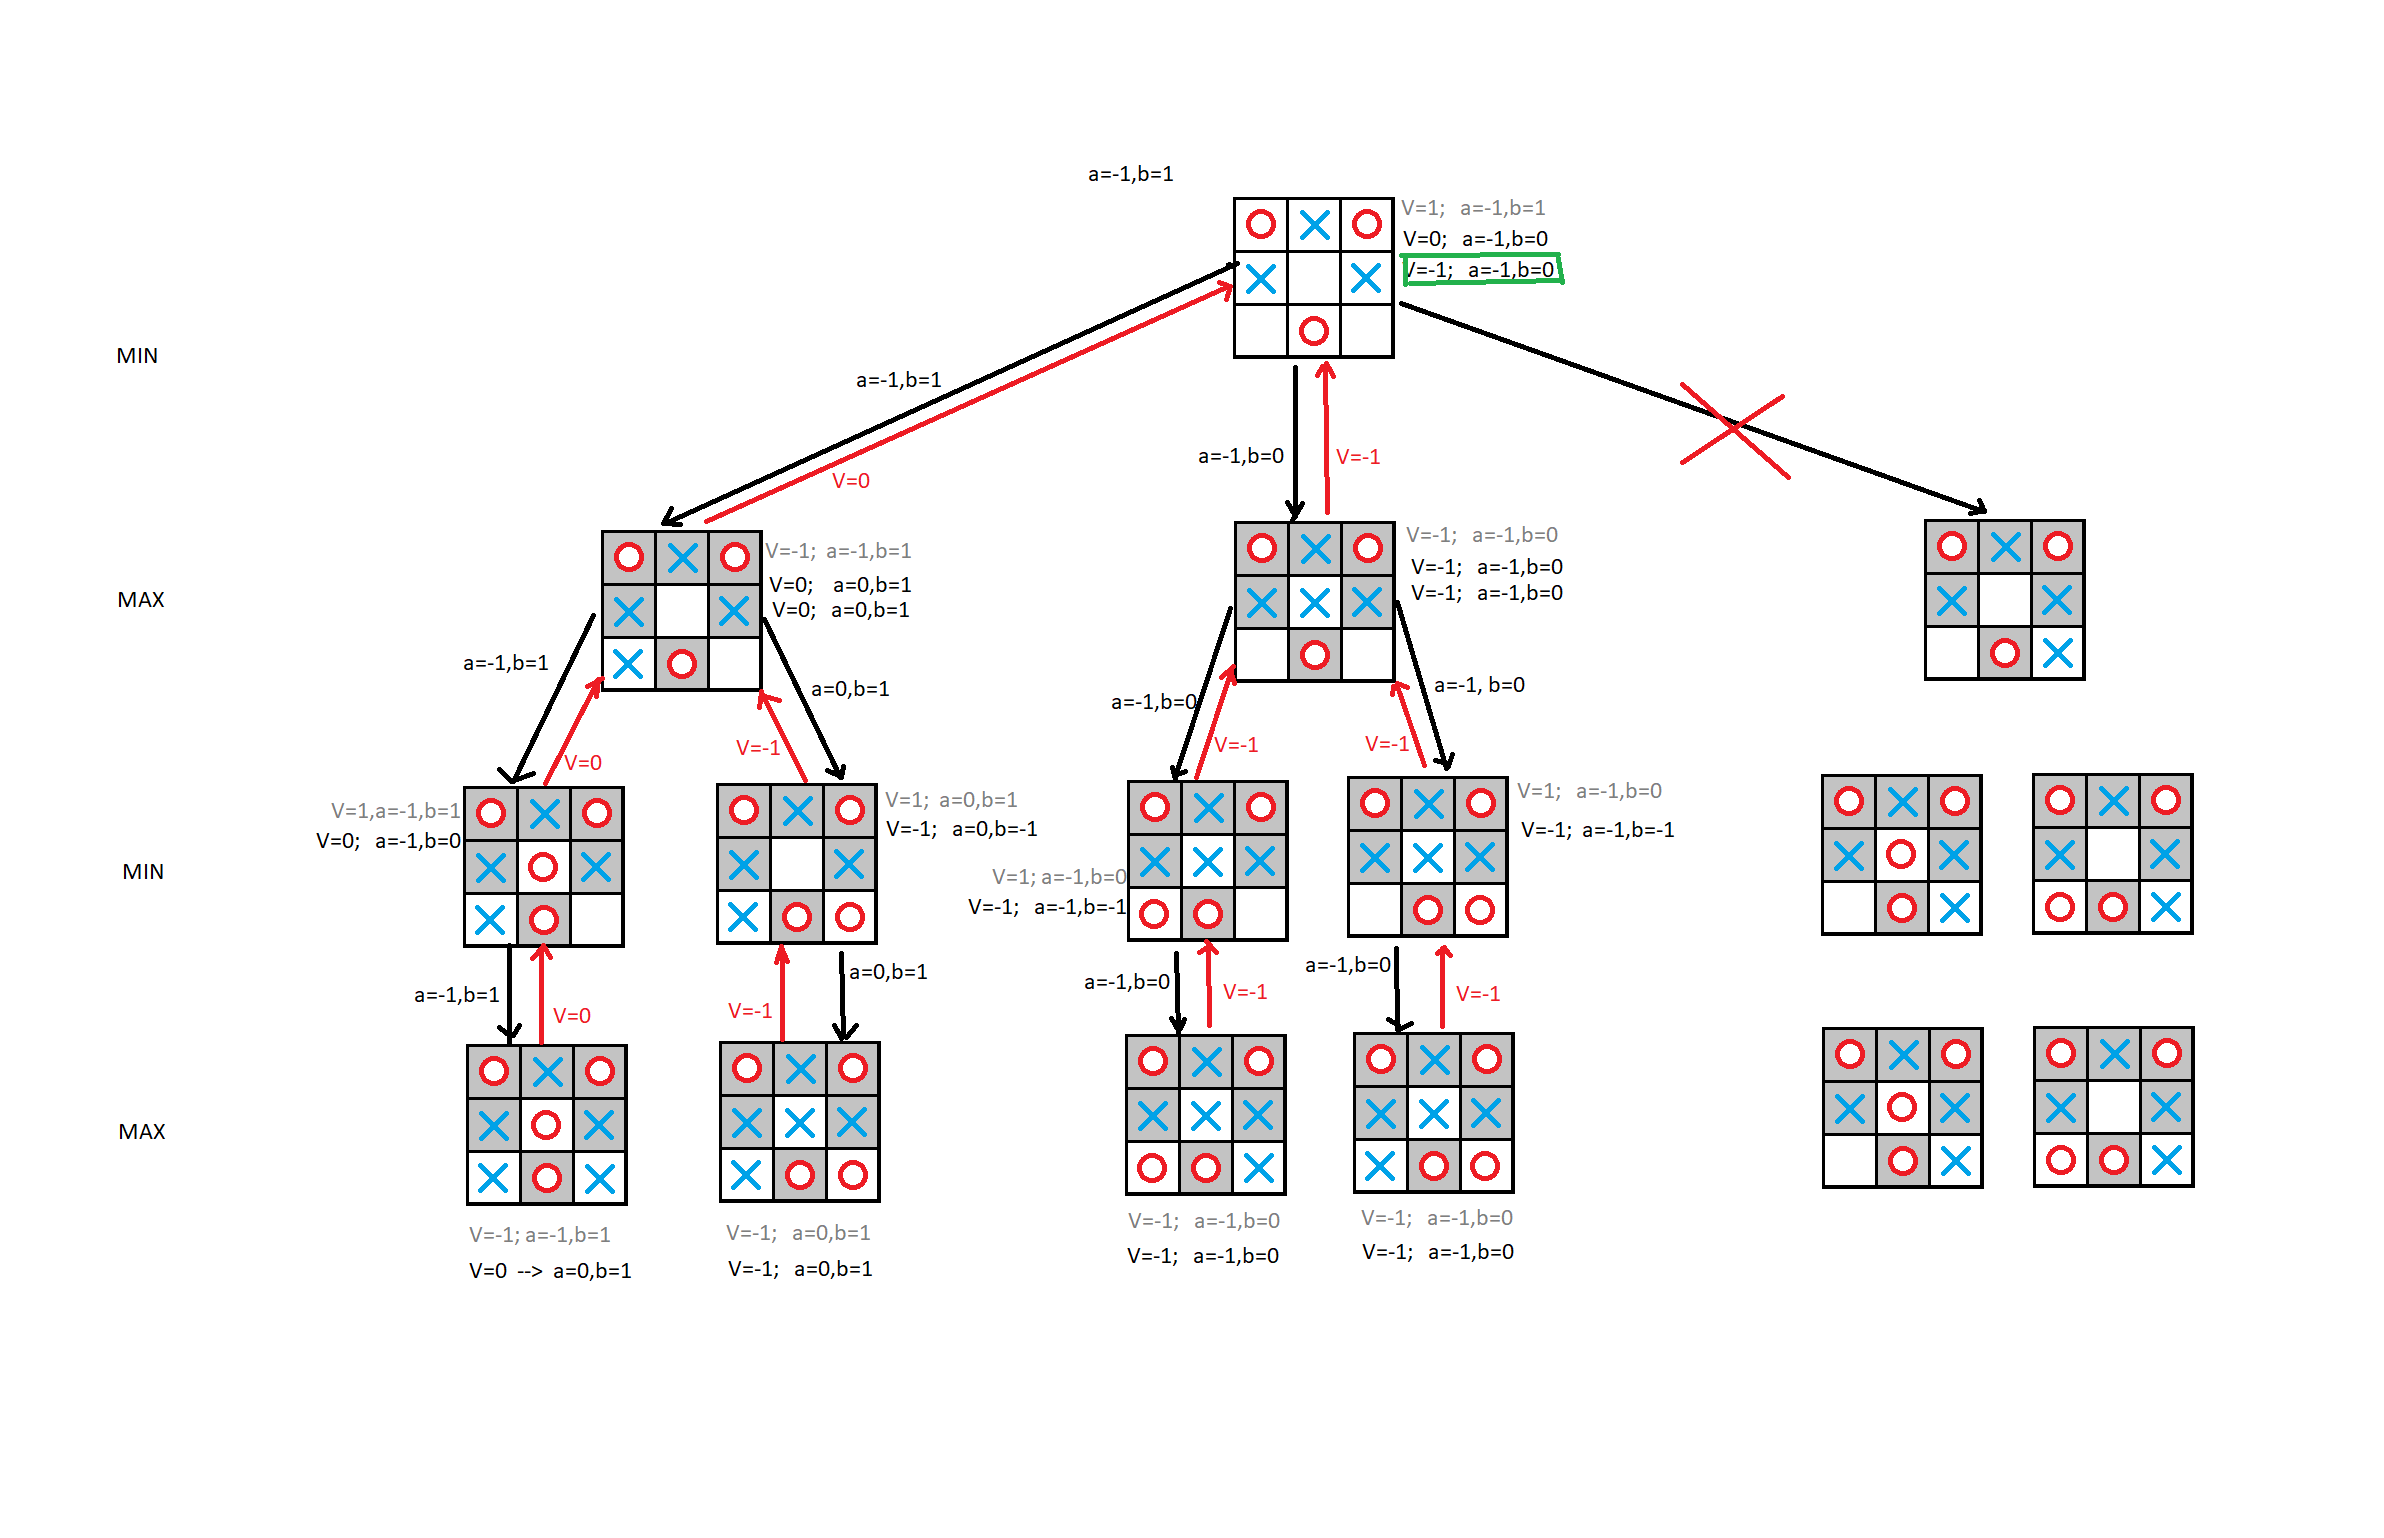 a=-1,b=1
V=1; a=-1,b=1
V=0; a=-1,b=0
V=-1; a=-1,b=0
MIN
a=-1,b=1
V=0
a=-1,b=0
V=-1
MAX
V=-1; a=-1,b=1
V=0; a=0,b=1
V=0; a=0,b=1
V=-1; a=-1,b=0
V=-1; a=-1,b=0
V=-1; a=-1,b=0
a=-1,b=1
V=0
a=0,b=1
V=-1
a=-1,b=0
V=-1
a=-1, b=0
V=-1
MIN
V=1,a=-1,b=1
V=0; a=-1,b=0
V=1; a=0,b=1
V=-1; a=0,b=-1
V=1; a=-1,b=0
V=-1; a=-1,b=-1
V=1; a=-1,b=0
V=-1; a=-1,b=-1
a=-1,b=1
V=0
V=-1
a=0,b=1
a=-1,b=0
V=-1
a=-1,b=0
V=-1
MAX
V=-1; a=-1,b=1
V=0 --> a=0,b=1
V=-1; a=0,b=1
V=-1; a=0,b=1
V=-1; a=-1,b=0
V=-1; a=-1,b=0
V=-1; a=-1,b=0
V=-1; a=-1,b=0